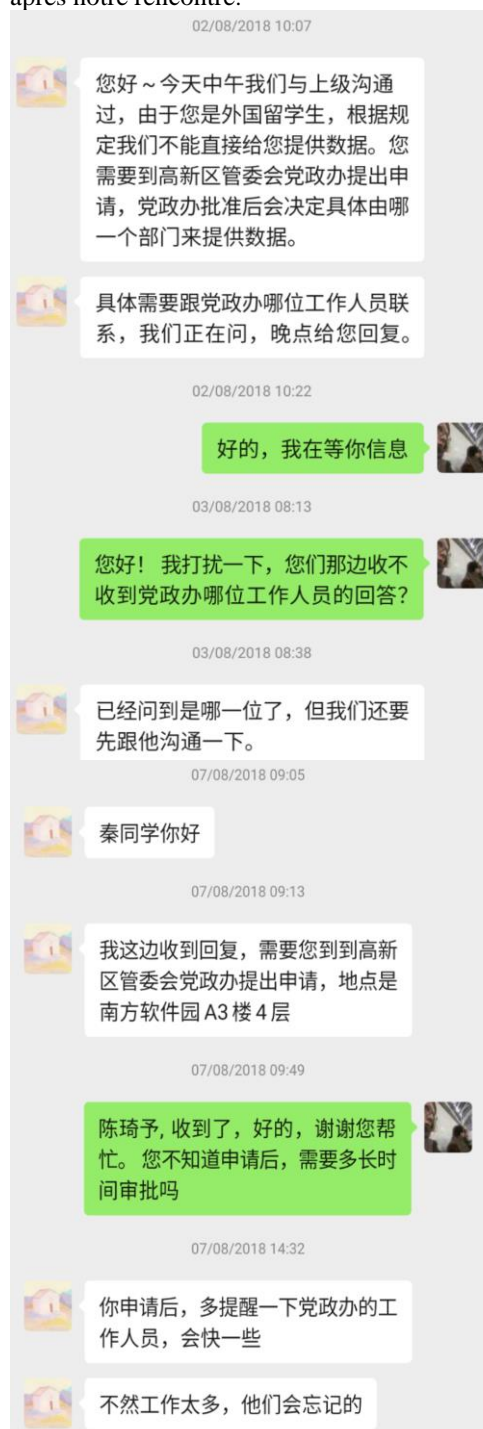 après notre rencontre.
02/08/2018 10:07
您好～今天中午我们与上级沟通
过，由于您是外国留学生，根据规
定我们不能直接给您提供数据。您
需要到高新区管委会党政办提出申
请，党政办批准后会决定具体由哪
一个部门来提供数据。
具体需要跟党政办哪位工作人员联
系，我们正在问，晚点给您回复。
02/08/2018 10:22
好的，我在等你信息
03/08/2018 08:13
您好！ 我打扰一下，您们那边收不
收到党政办哪位工作人员的回答？
03/08/2018 08:38
已经问到是哪一位了，但我们还要
先跟他沟通一下。
07/08/2018 09:05
秦同学你好
07/08/2018 09:13
我这边收到回复，需要您到到高新
区管委会党政办提出申请，地点是
南方软件园 A3 楼 4 层
07/08/2018 09:49
陈琦予, 收到了，好的，谢谢您帮
忙。 您不知道申请后，需要多长时
间审批吗
07/08/2018 14:32
你申请后，多提醒一下党政办的工
作人员，会快一些
不然工作太多，他们会忘记的